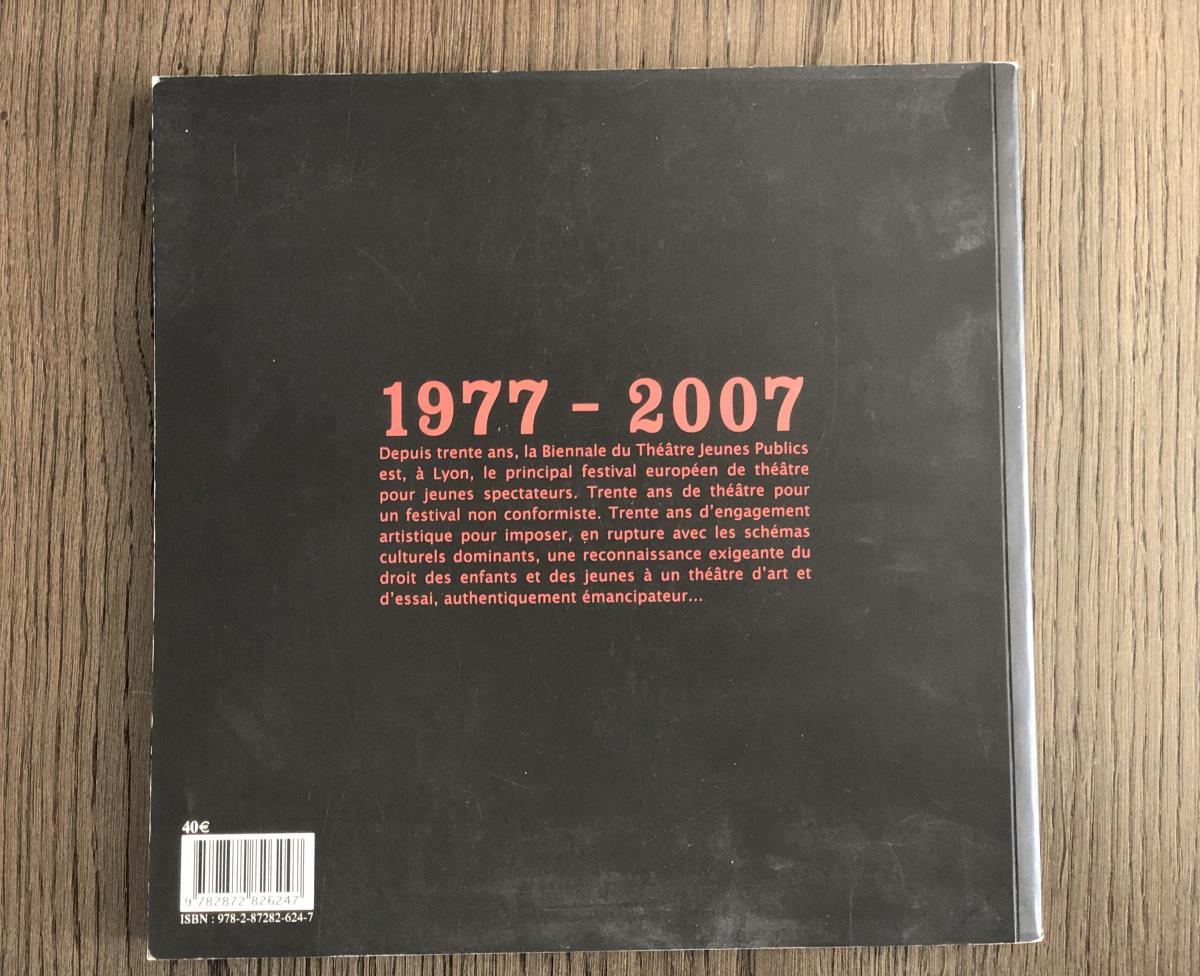 1977 - 2007
Depuis trente ans, la Biennale du Théâtre Jeunes Publics
est, à Lyon, le principal festival européen de théâtre
pour jeunes spectateurs. Trente ans de théâtre pour
un festival non conformiste. Trente ans d'engagement
artistique pour imposer, en rupture avec les schémas
culturels dominants, une reconnaissance exigeante du
droit des enfants et des jeunes à un théâtre d'art et
d'essai, authentiquement émancipateur...
40€
9 782872 826247
ISBN : 978-2-87282-624-7